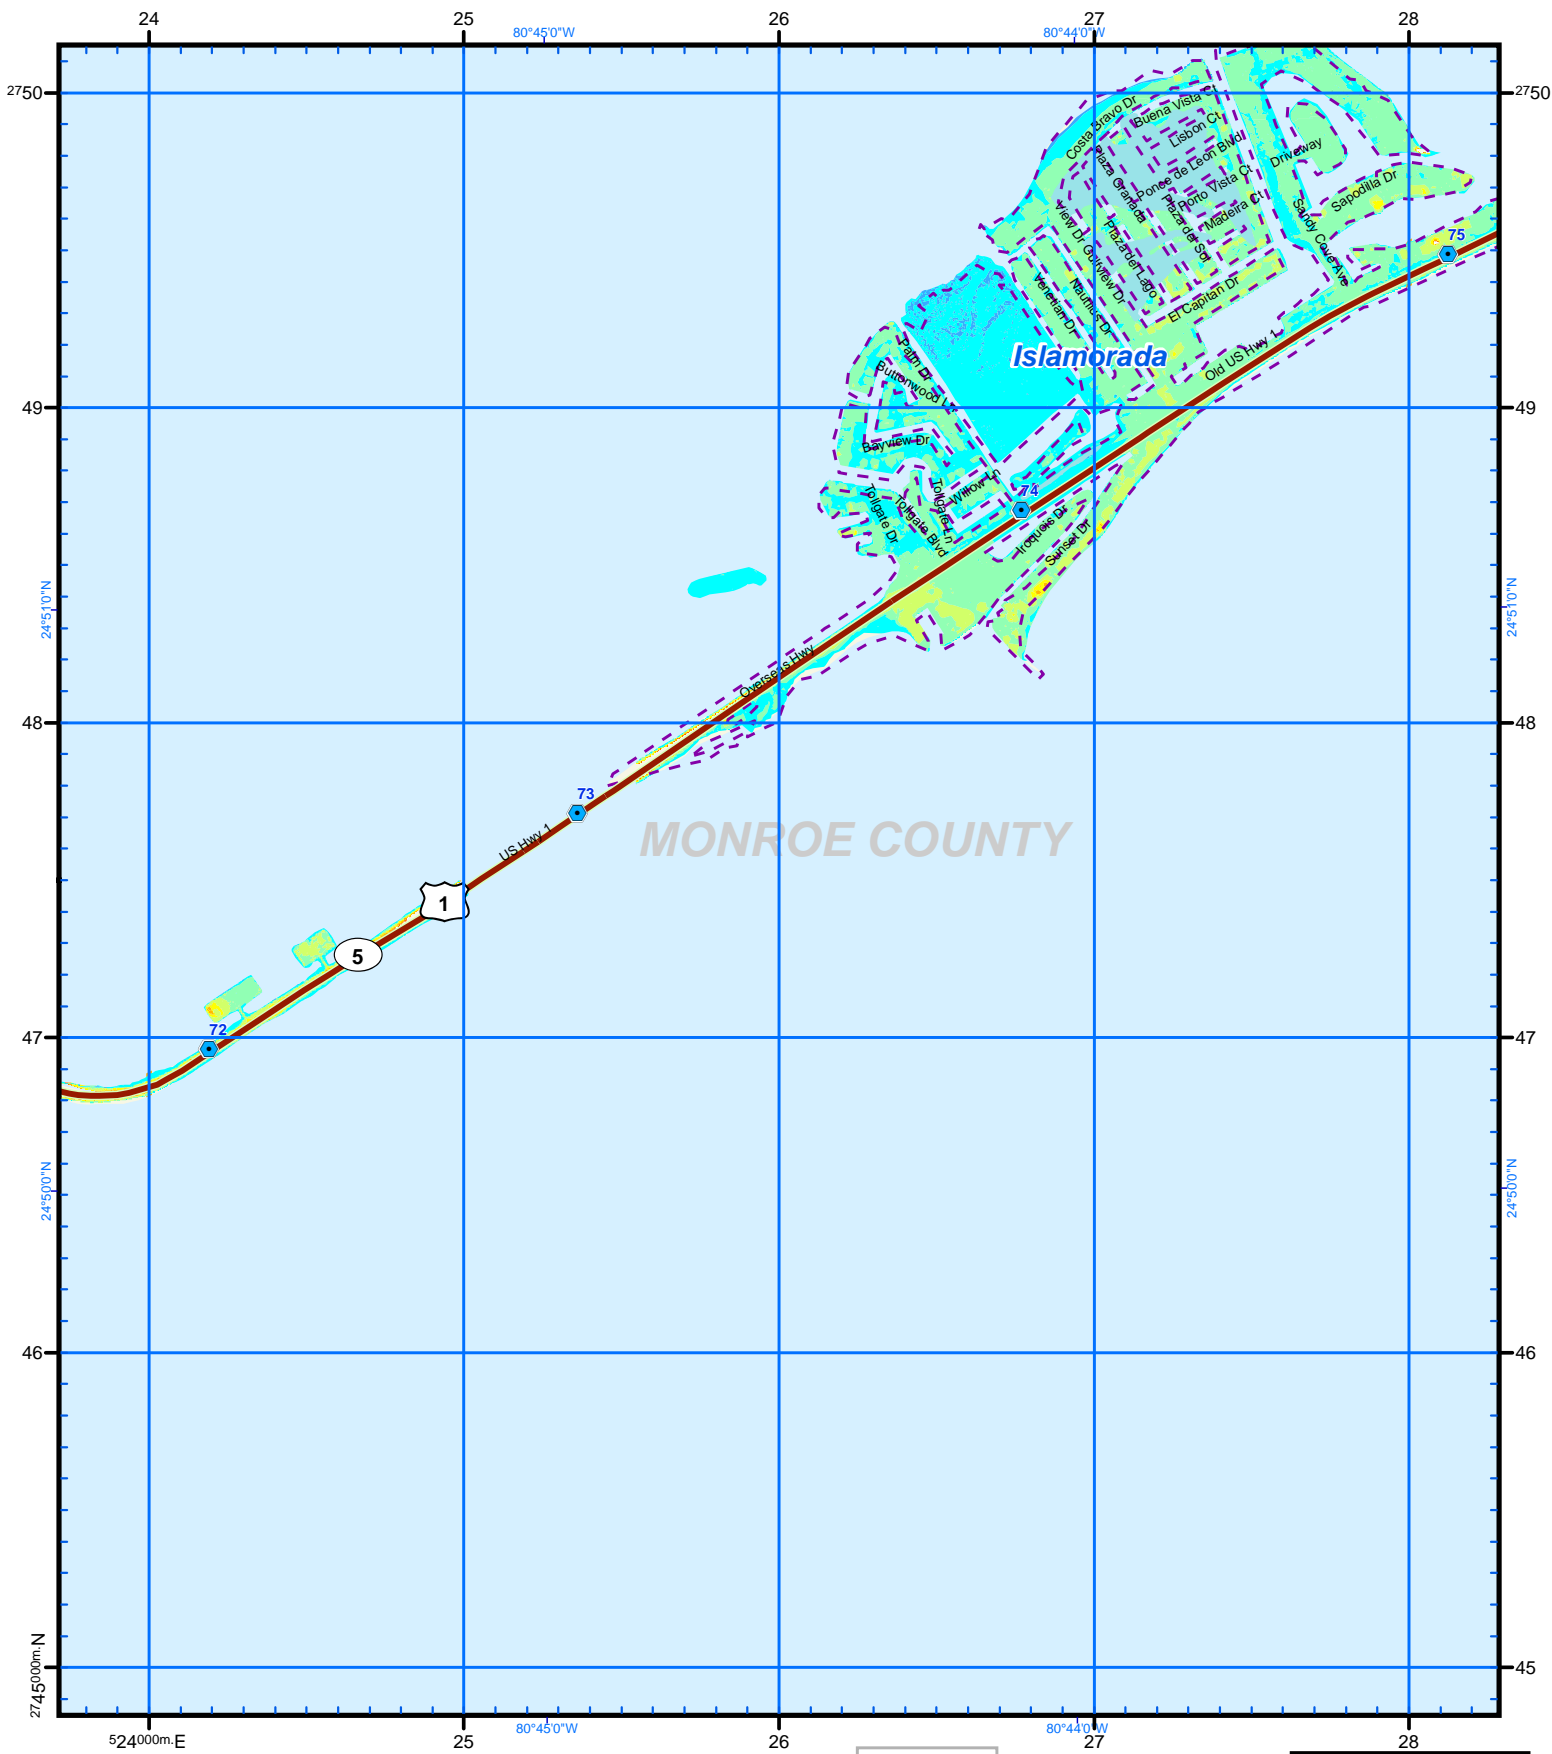 24 25 26 27 28
80°45'0"W 80°44'0"W
2750 2750
Costa Bravo Dr
Buena Vista Ct
Lisbon Ct
Ponce de Leon Blvd
Plaza Granada
Porto Vista Ct
Plaza del Sol
Madeira Ct
Driveway
Sapodilla Dr
Sandy Cove Ave
75
View Dr
Gulfview Dr
Plaza del Lago
Nautilus Dr
Venetian Dr
El Capitan Dr
Islamorada
Old US Hwy 1
Palm Dr
Buttonwood L
49 49
Bayview Dr
Willow Ln
74
Tollgate Dr
Tollgate Blvd
Tollgate Ln
Iroquois Dr
Sunset Dr
24°51'0"N 24°51'0"N
Overseas Hwy
48 48
73
US Hwy 1
MONROE COUNTY
1
5
72
47 47
24°50'0"N 24°50'0"N
46 46
2745000m.N 45
80°45'0"W 80°44'0"W
524000m.E 25 26 27 28